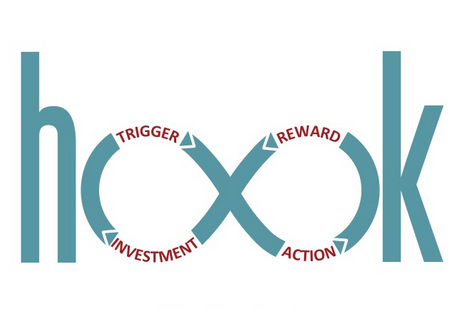 hook
TRIGGER
REWARD
INVESTMENT
ACTION